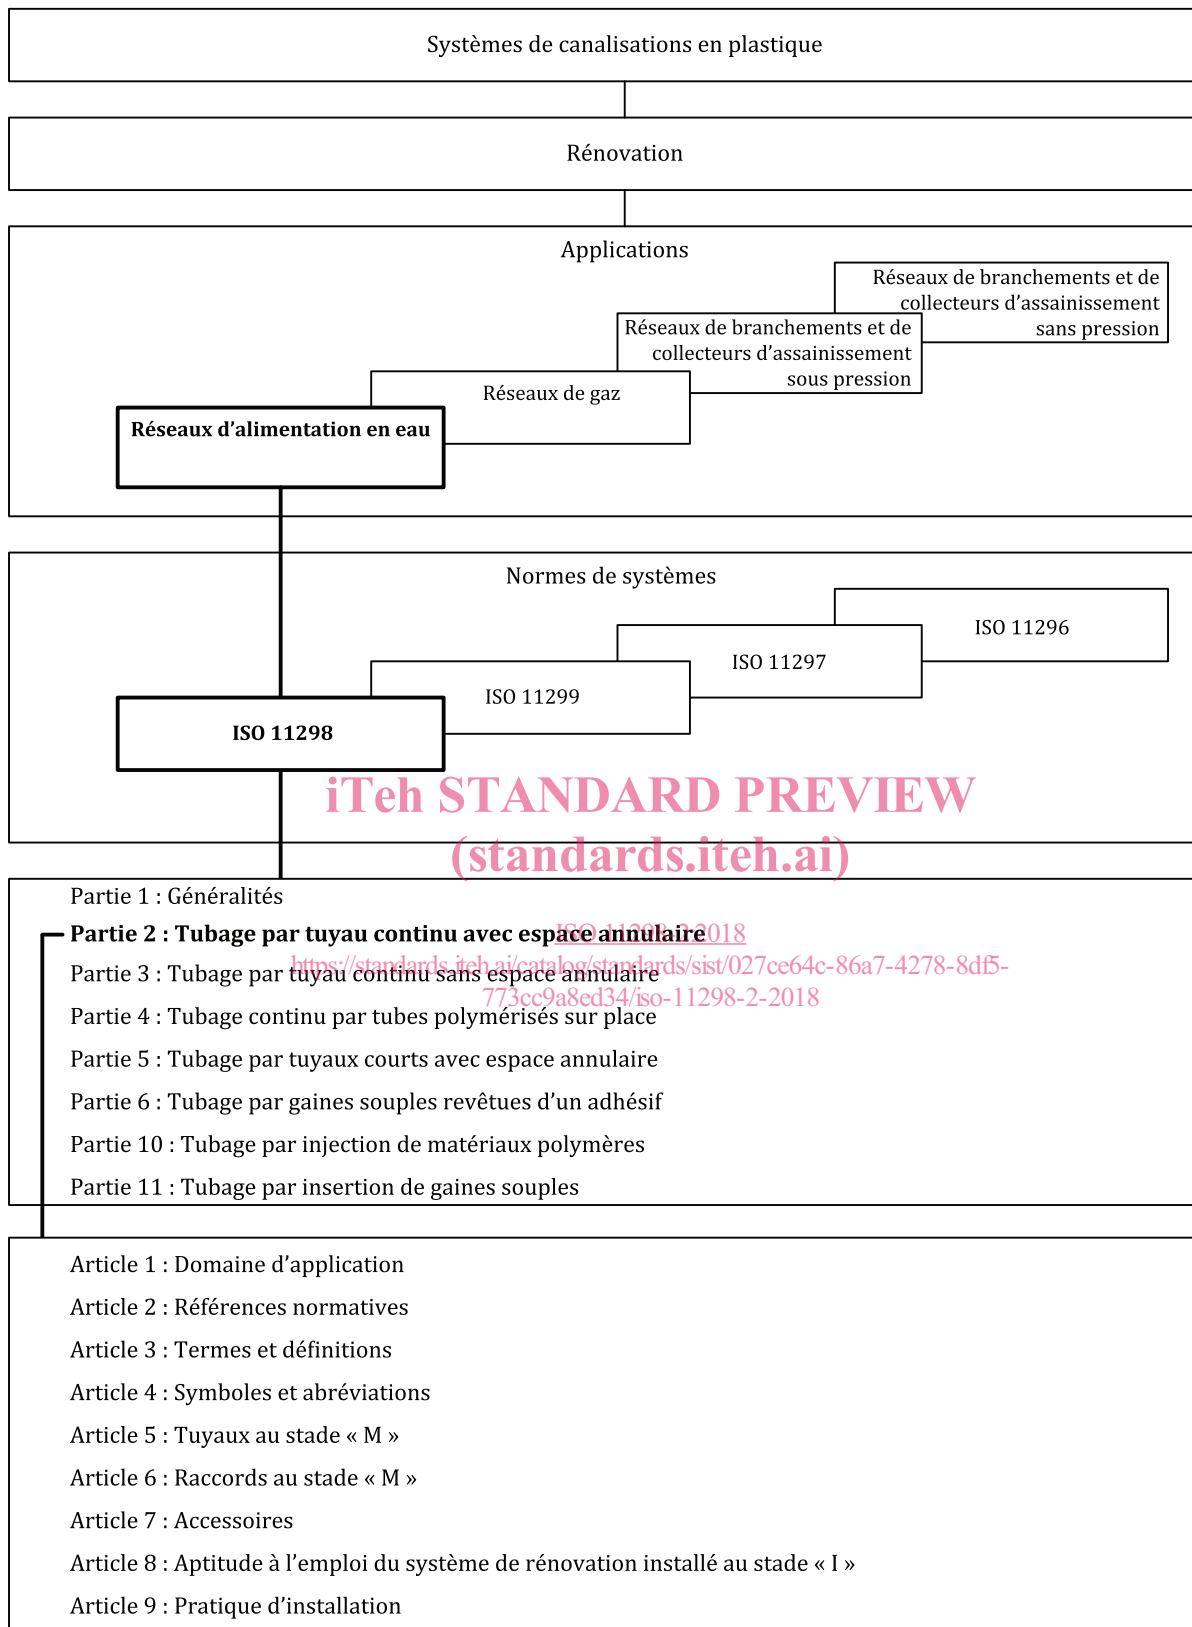 Systèmes de canalisations en plastique
Rénovation
Applications
Réseaux de branchements et de
collecteurs d’assainissement
sans pression
Réseaux de branchements et de
collecteurs d’assainissement
sous pression
Réseaux de gaz
Réseaux d’alimentation en eau
Normes de systèmes
ISO 11296
ISO 11297
ISO 11299
ISO 11298
iTeh STANDARD PREVIEW
(standards.iteh.ai)
Partie 1 : Généralités
Partie 2 : Tubage par tuyau continu avec espace annulaire
ISO 11298-2:2018
Partie 3 : Tubage par tuyau continu sans espace annulaire
https://standards.iteh.ai/catalog/standards/sist/027ce64c-86a7-4278-8df5-
773cc9a8ed34/iso-11298-2-2018
Partie 4 : Tubage continu par tubes polymérisés sur place
Partie 5 : Tubage par tuyaux courts avec espace annulaire
Partie 6 : Tubage par gaines souples revêtues d’un adhésif
Partie 10 : Tubage par injection de matériaux polymères
Partie 11 : Tubage par insertion de gaines souples
Article 1 : Domaine d’application
Article 2 : Références normatives
Article 3 : Termes et définitions
Article 4 : Symboles et abréviations
Article 5 : Tuyaux au stade « M »
Article 6 : Raccords au stade « M »
Article 7 : Accessoires
Article 8 : Aptitude à l’emploi du système de rénovation installé au stade « I »
Article 9 : Pratique d’installation